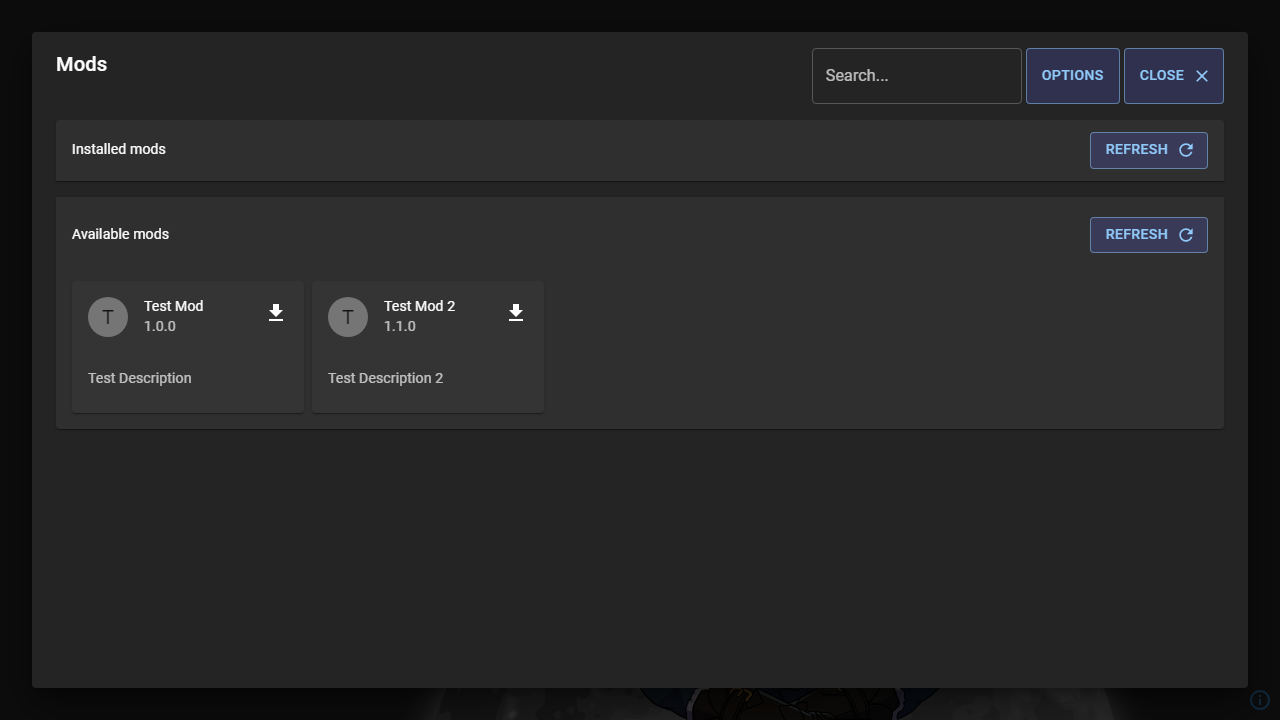 Mods
Search...
OPTIONS
CLOSE
Installed mods
REFRESH
Available mods
REFRESH
T
Test Mod
1.0.0
Test Description
T
Test Mod 2
1.1.0
Test Description 2